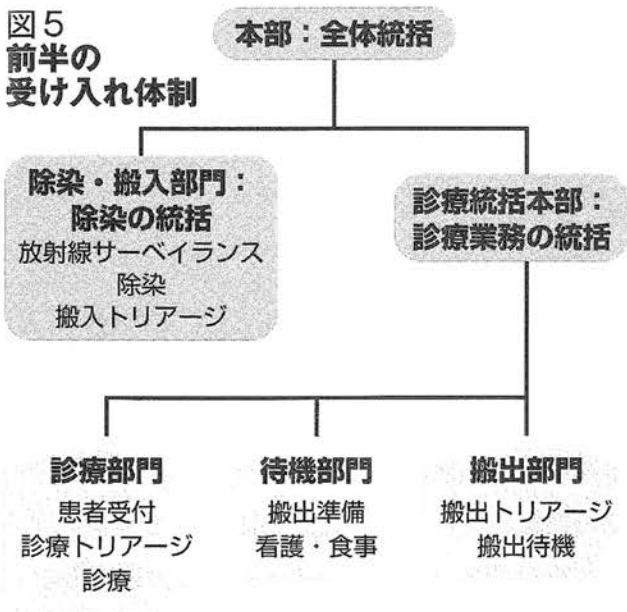 図5
前半の
受け入れ体制
本部：全体統括
除染・搬入部門：
除染の統括
放射線サーベイランス
除染
搬入トリアージ
診療統括本部：
診療業務の統括
診療部門
患者受付
診療トリアージ
診療
待機部門
搬出準備
看護・食事
搬出部門
搬出トリアージ
搬出待機